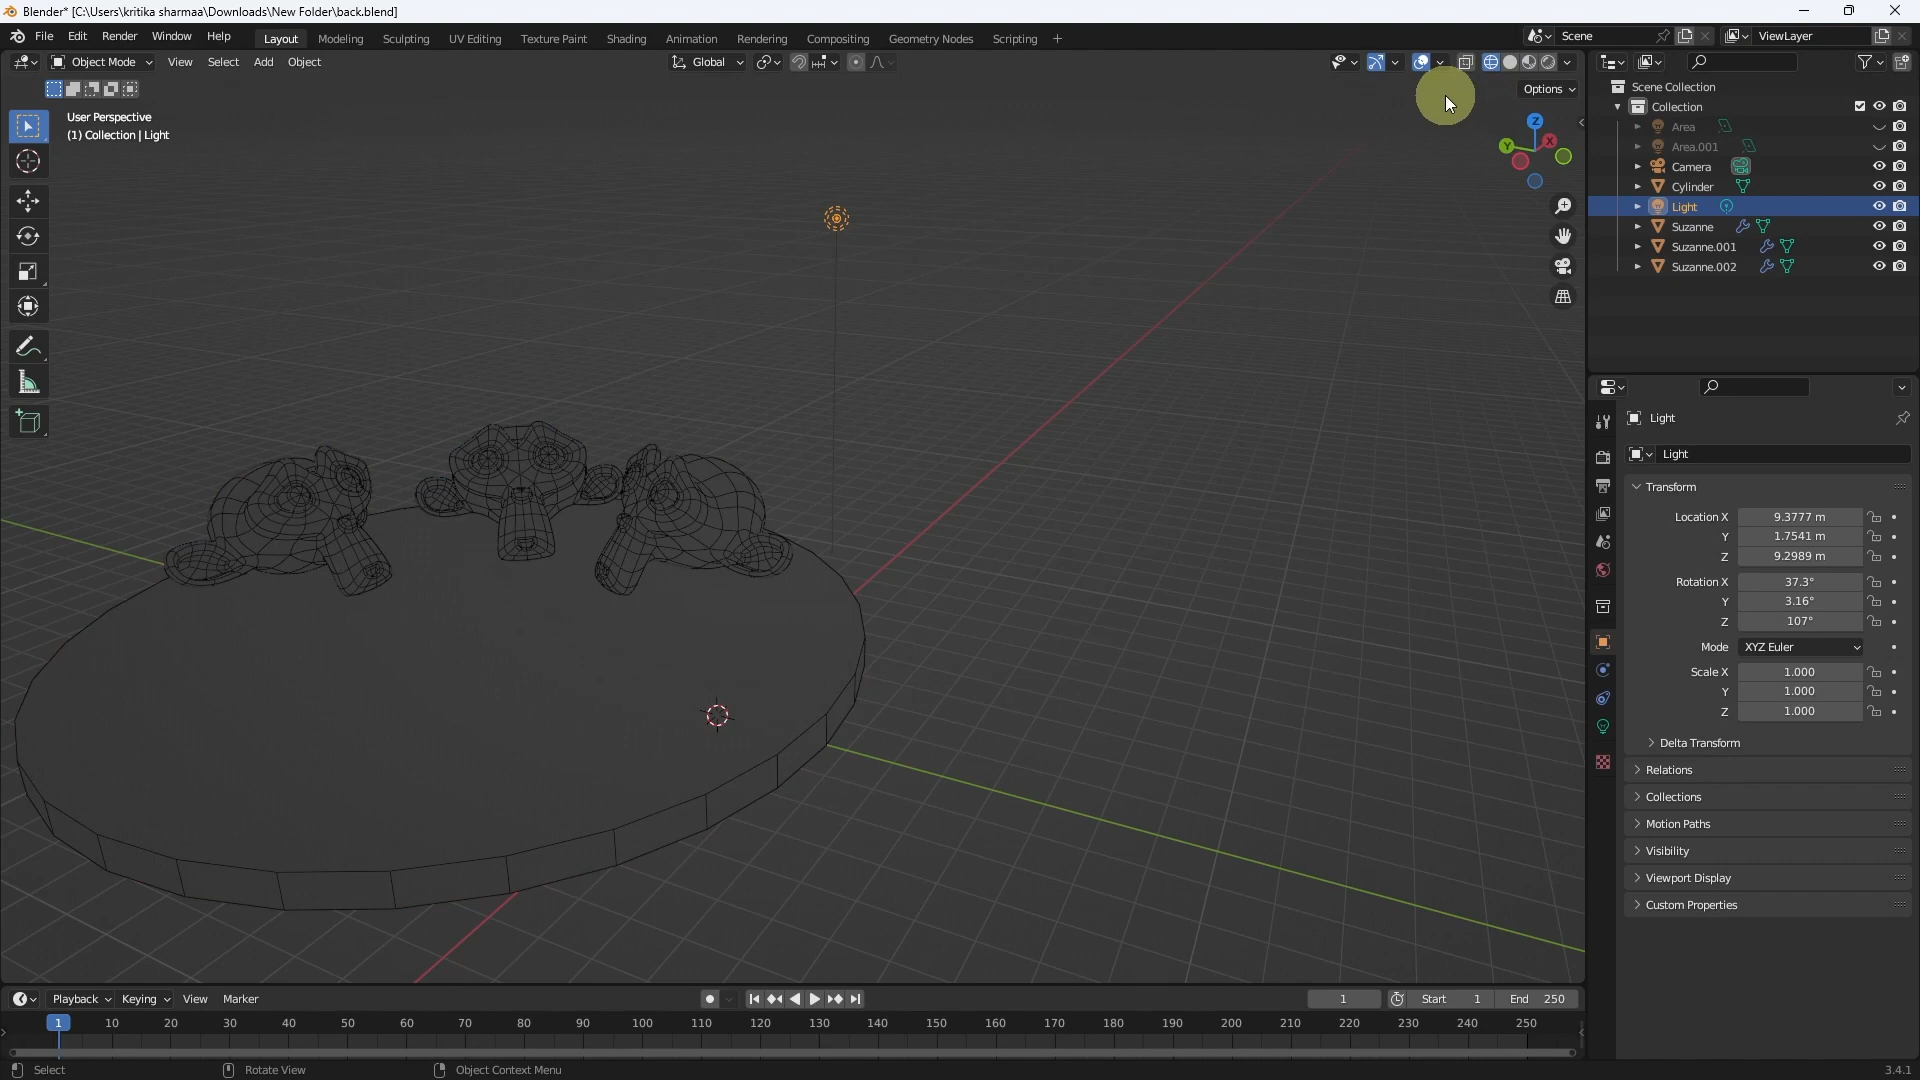 Blender* [C:\Users\kritika sharmaa\Downloads\New Folder\back.blend]
File Edit Render Window Help Layout Modeling Sculpting UV Editing Texture Paint Shading Animation Rendering Compositing Geometry Nodes Scripting + Scene ViewLayer
Object Mode View Select Add Object Global
Options
User Perspective
(1) Collection | Light
Z
Y
X
Scene Collection
Collection
Area
Area.001
Camera
Cylinder
Light
Suzanne
Suzanne.001
Suzanne.002
Light
Light
Transform
Location X 9.3777 m
Y 1.7541 m
Z 9.2989 m
Rotation X 37.3°
Y 3.16°
Z 107°
Mode XYZ Euler
Scale X 1.000
Y 1.000
Z 1.000
Delta Transform
Relations
Collections
Motion Paths
Visibility
Viewport Display
Custom Properties
Playback Keying View Marker 1 Start 1 End 250
1 10 20 30 40 50 60 70 80 90 100 110 120 130 140 150 160 170 180 190 200 210 220 230 240 250
Select Rotate View Object Context Menu 3.4.1